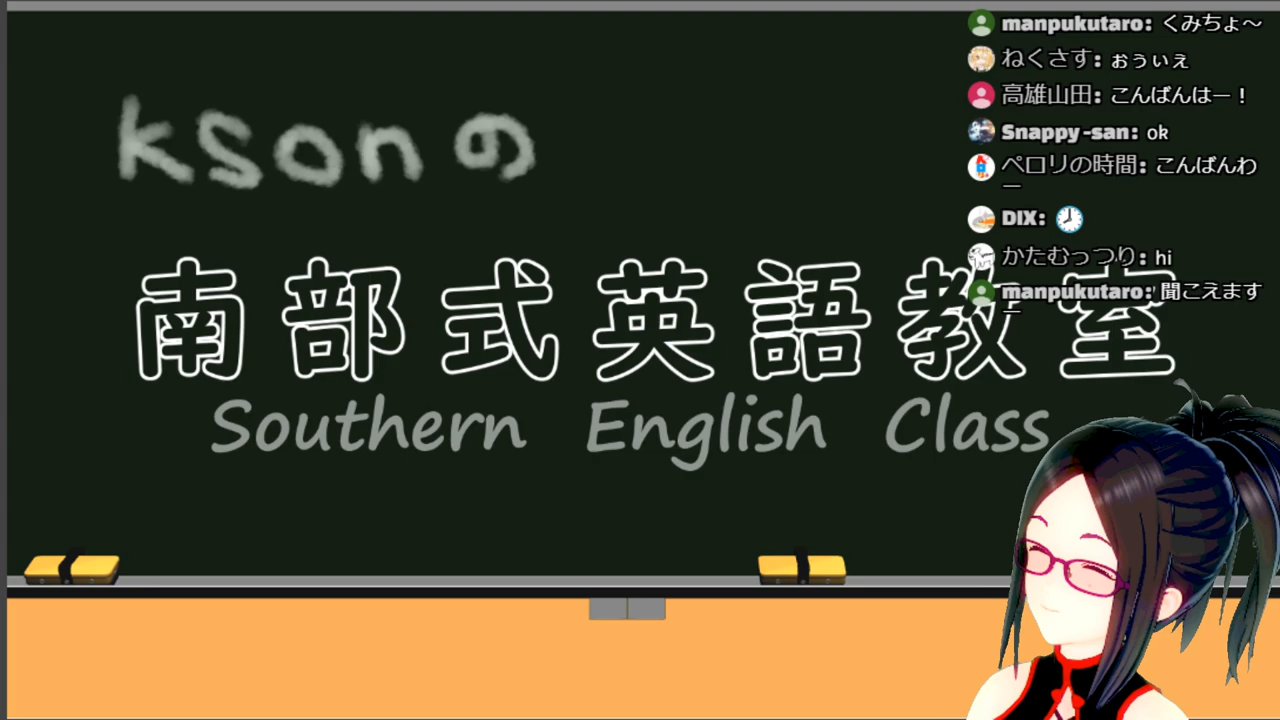 ksonの
南部式英語教室
Southern English Class
manpukutaro: くみちょ〜
ねくさす: ぉぅぃぇ
高雄山田: こんばんはー！
Snappy-san: ok
ペロリの時間: こんばんわ
ー
DIX: 🕗
かたむっつり: hi
manpukutaro: 聞こえます
ー